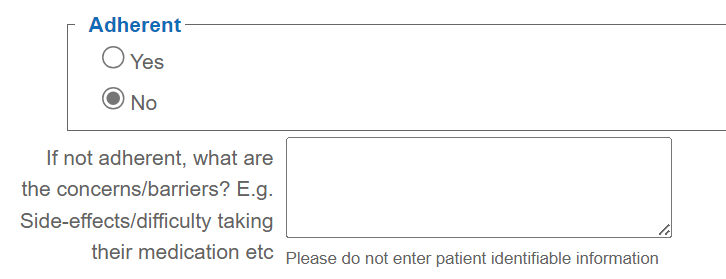 Adherent
Yes
No
If not adherent, what are
the concerns/barriers? E.g.
Side-effects/difficulty taking
their medication etc
Please do not enter patient identifiable information